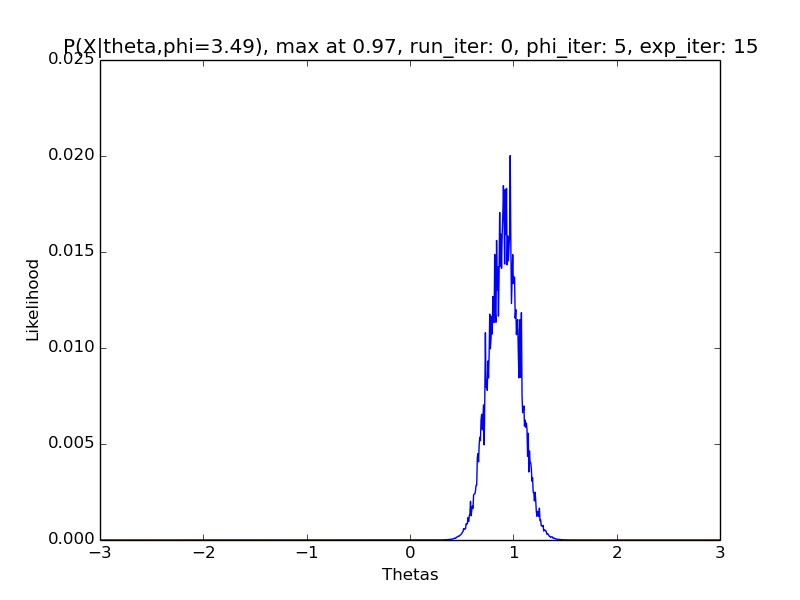 P(X|theta,phi=3.49), max at 0.97, run_iter: 0, phi_iter: 5, exp_iter: 15
0.025
0.020
0.015
0.010
0.005
0.000
Likelihood
−3 −2 −1 0 1 2 3
Thetas